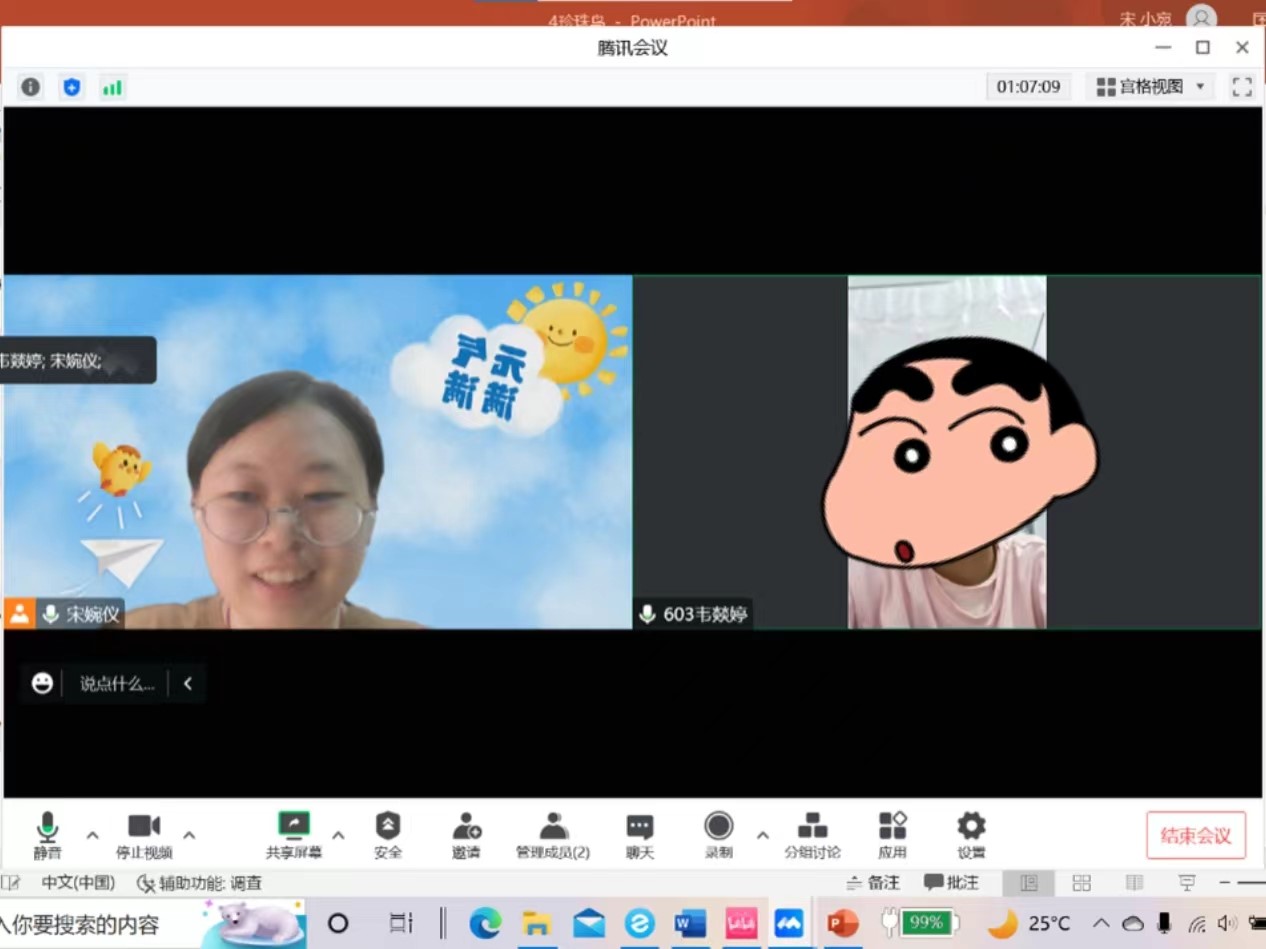 4珍珠鸟 - PowerPoint
宋 小宛
腾讯会议
01:07:09
宫格视图
元气
满满
韦燚婷; 宋婉仪;
宋婉仪
603韦燚婷
说点什么...
静音
停止视频
共享屏幕
安全
邀请
管理成员(2)
聊天
录制
分组讨论
应用
设置
结束会议
中文(中国)
辅助功能: 调查
备注
批注
入你要搜索的内容
99%
25°C